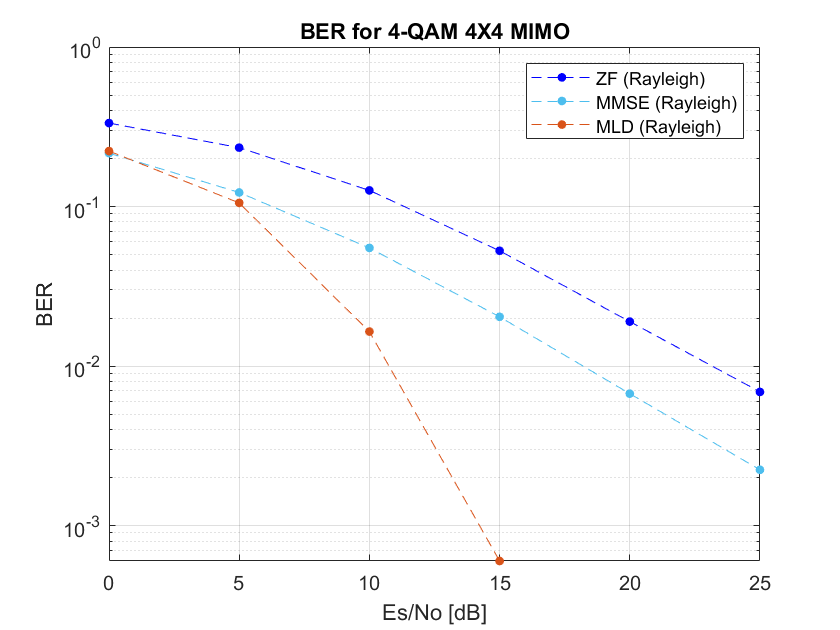 BER for 4-QAM 4X4 MIMO
ZF (Rayleigh)
MMSE (Rayleigh)
MLD (Rayleigh)
10^0
10^-1
10^-2
10^-3
BER
0 5 10 15 20 25
Es/No [dB]